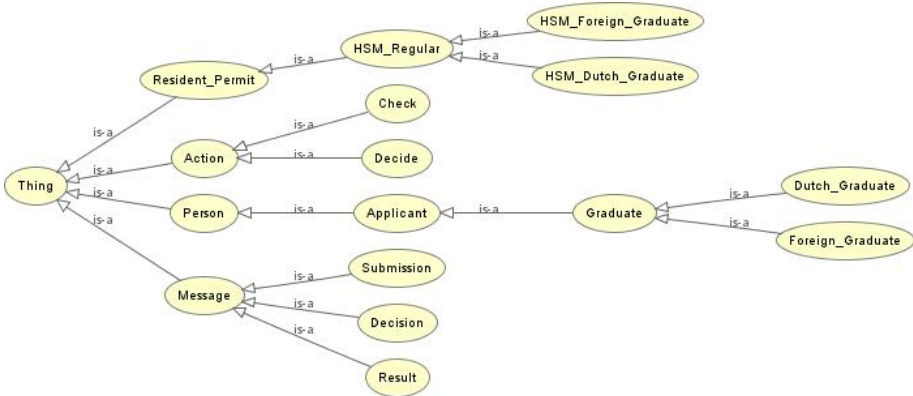 HSM_Foreign_Graduate
is-a
HSM_Regular
is-a
is-a
Resident_Permit
HSM_Dutch_Graduate
Check
is-a
is-a
Action
is-a
is-a
Decide
Thing
is-a
Dutch_Graduate
is-a
Person
is-a
Applicant
is-a
Graduate
is-a
Foreign_Graduate
is-a
Submission
is-a
Message
is-a
Decision
is-a
Result